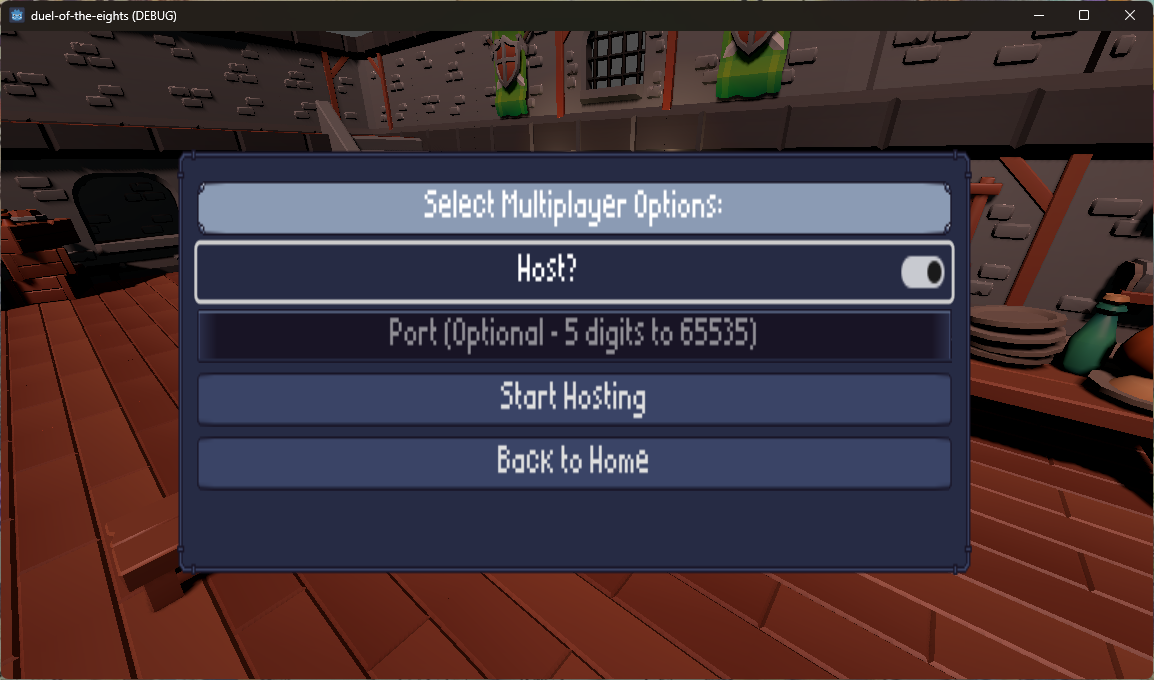 duel-of-the-eights (DEBUG)
Select Multiplayer Options:
Host?
Port (Optional - 5 digits to 65535)
Start Hosting
Back to Home